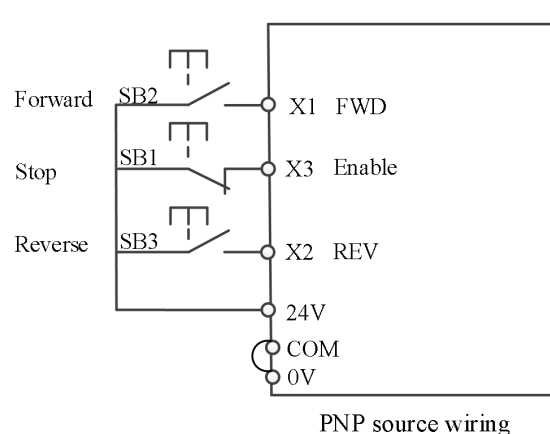 Forward SB2 X1 FWD
Stop SB1 X3 Enable
Reverse SB3 X2 REV
24V
COM
0V
PNP source wiring